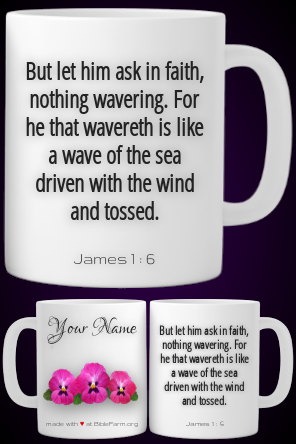 But let him ask in faith,
nothing wavering. For
he that wavereth is like
a wave of the sea
driven with the wind
and tossed.
James 1 : 6
Your Name
made with ♥ at BibleFarm.org
But let him ask in faith,
nothing wavering. For
he that wavereth is like
a wave of the sea
driven with the wind
and tossed.
James 1 : 6